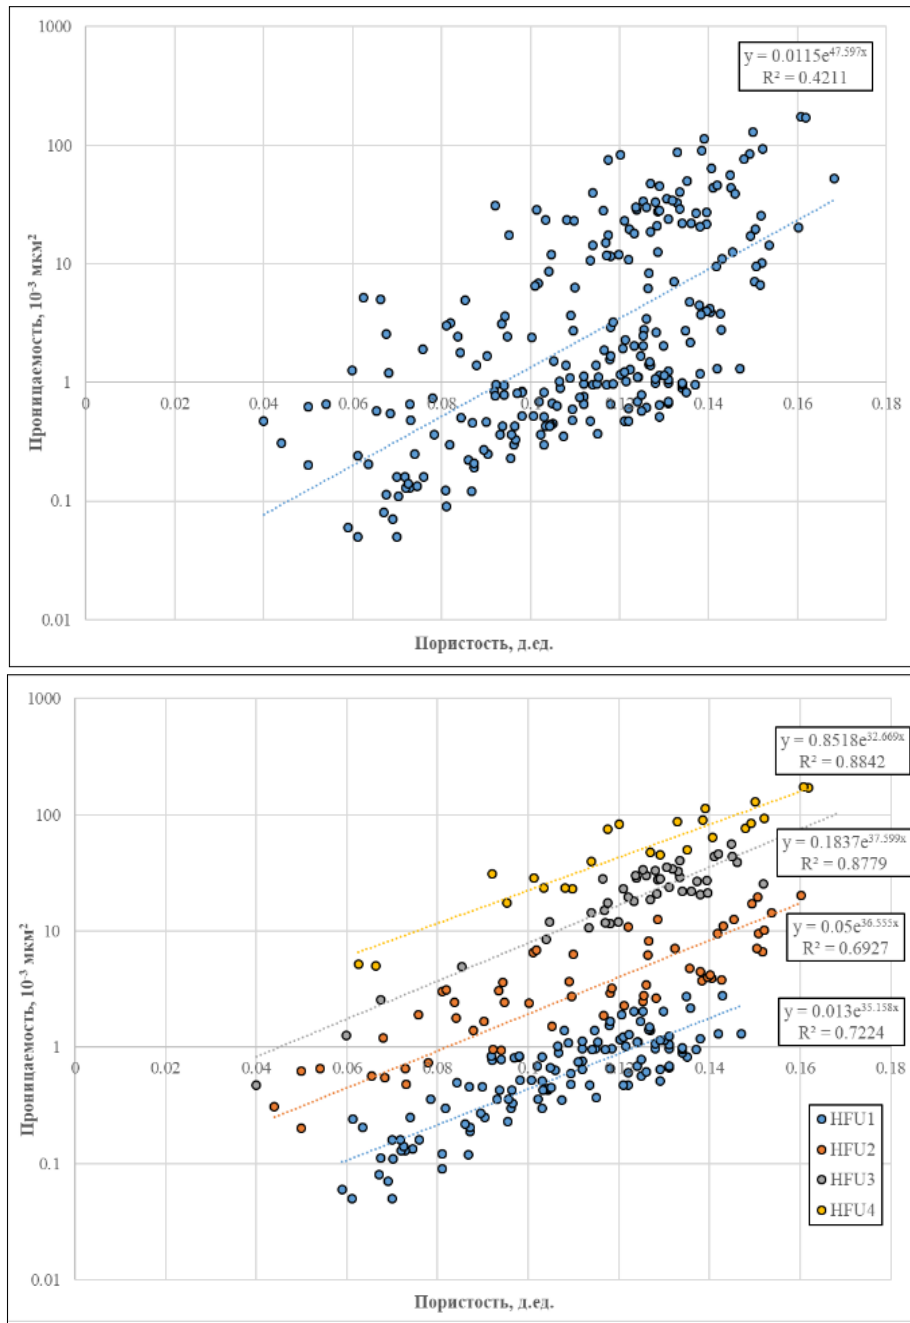 1000
y = 0.0115e^47.597x
R² = 0.4211
100
10
1
0 0.02 0.04 0.06 0.08 0.1 0.12 0.14 0.16 0.18
0.1
0.01
Проницаемость, 10⁻³ мкм²
Пористость, д.ед.
1000
y = 0.8518e^32.669x
R² = 0.8842
100
y = 0.1837e^37.599x
R² = 0.8779
10
y = 0.05e^36.555x
R² = 0.6927
y = 0.013e^35.158x
R² = 0.7224
1
0 0.02 0.04 0.06 0.08 0.1 0.12 0.14 0.16 0.18
HFU1
HFU2
HFU3
HFU4
0.1
0.01
Проницаемость, 10⁻³ мкм²
Пористость, д.ед.